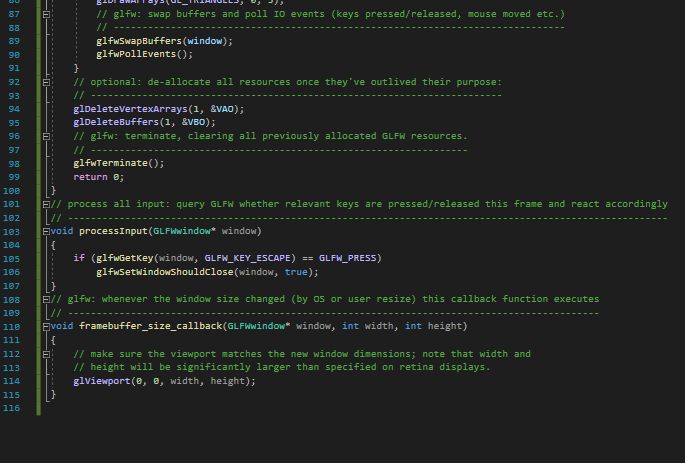 86 glDrawArrays(GL_TRIANGLES, 0, 3);
87 // glfw: swap buffers and poll IO events (keys pressed/released, mouse moved etc.)
88 // -------------------------------------------------------------------------------
89 glfwSwapBuffers(window);
90 glfwPollEvents();
91 }
92 // optional: de-allocate all resources once they've outlived their purpose:
93 // ------------------------------------------------------------------------
94 glDeleteVertexArrays(1, &VAO);
95 glDeleteBuffers(1, &VBO);
96 // glfw: terminate, clearing all previously allocated GLFW resources.
97 // ------------------------------------------------------------------
98 glfwTerminate();
99 return 0;
100 }
101 // process all input: query GLFW whether relevant keys are pressed/released this frame and react accordingly
102 // ---------------------------------------------------------------------------------------------------------
103 void processInput(GLFWwindow* window)
104 {
105 if (glfwGetKey(window, GLFW_KEY_ESCAPE) == GLFW_PRESS)
106 glfwSetWindowShouldClose(window, true);
107 }
108 // glfw: whenever the window size changed (by OS or user resize) this callback function executes
109 // ---------------------------------------------------------------------------------------------
110 void framebuffer_size_callback(GLFWwindow* window, int width, int height)
111 {
112 // make sure the viewport matches the new window dimensions; note that width and
113 // height will be significantly larger than specified on retina displays.
114 glViewport(0, 0, width, height);
115 }
116